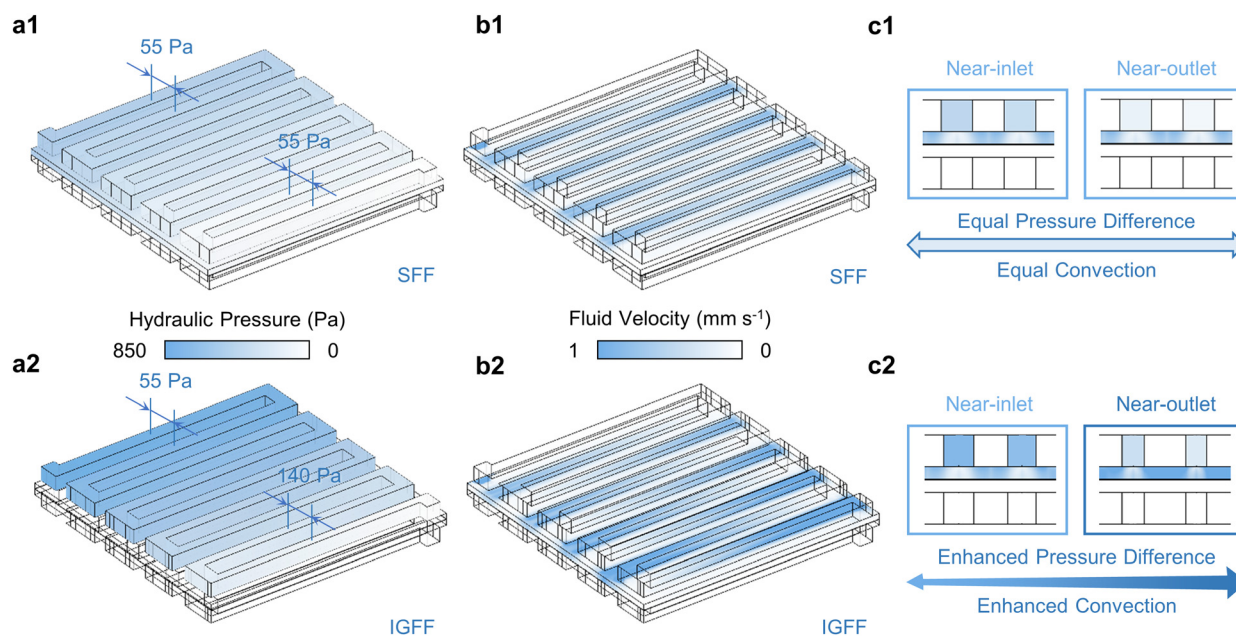 a1
55 Pa
55 Pa
SFF
b1
SFF
c1
Near-inlet
Near-outlet
Equal Pressure Difference
Equal Convection
Hydraulic Pressure (Pa)
850
0
Fluid Velocity (mm s⁻¹)
1
0
a2
55 Pa
140 Pa
IGFF
b2
IGFF
c2
Near-inlet
Near-outlet
Enhanced Pressure Difference
Enhanced Convection